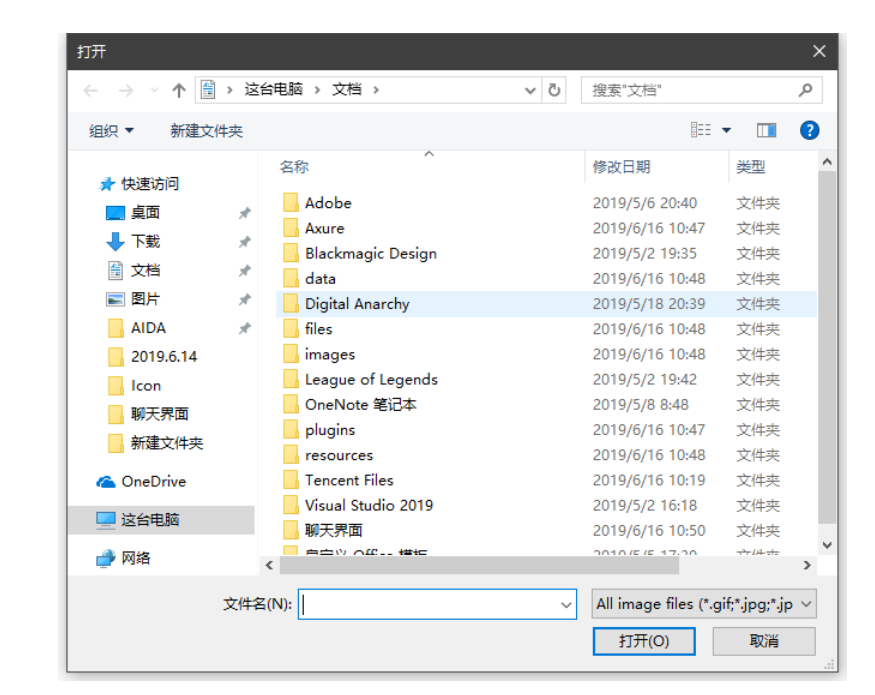 打开
这台电脑 › 文档 ›
搜索"文档"
组织
新建文件夹
快速访问
桌面
下载
文档
图片
AIDA
2019.6.14
Icon
聊天界面
新建文件夹
OneDrive
这台电脑
网络
名称 修改日期 类型
Adobe 2019/5/6 20:40 文件夹
Axure 2019/6/16 10:47 文件夹
Blackmagic Design 2019/5/2 19:35 文件夹
data 2019/6/16 10:48 文件夹
Digital Anarchy 2019/5/18 20:39 文件夹
files 2019/6/16 10:48 文件夹
images 2019/6/16 10:48 文件夹
League of Legends 2019/5/2 19:42 文件夹
OneNote 笔记本 2019/5/8 8:48 文件夹
plugins 2019/6/16 10:47 文件夹
resources 2019/6/16 10:48 文件夹
Tencent Files 2019/6/16 10:19 文件夹
Visual Studio 2019 2019/5/2 16:18 文件夹
聊天界面 2019/6/16 10:50 文件夹
自定义 Office 模板 文件夹
文件名(N):
All image files (*.gif;*.jpg;*.jp
打开(O)
取消